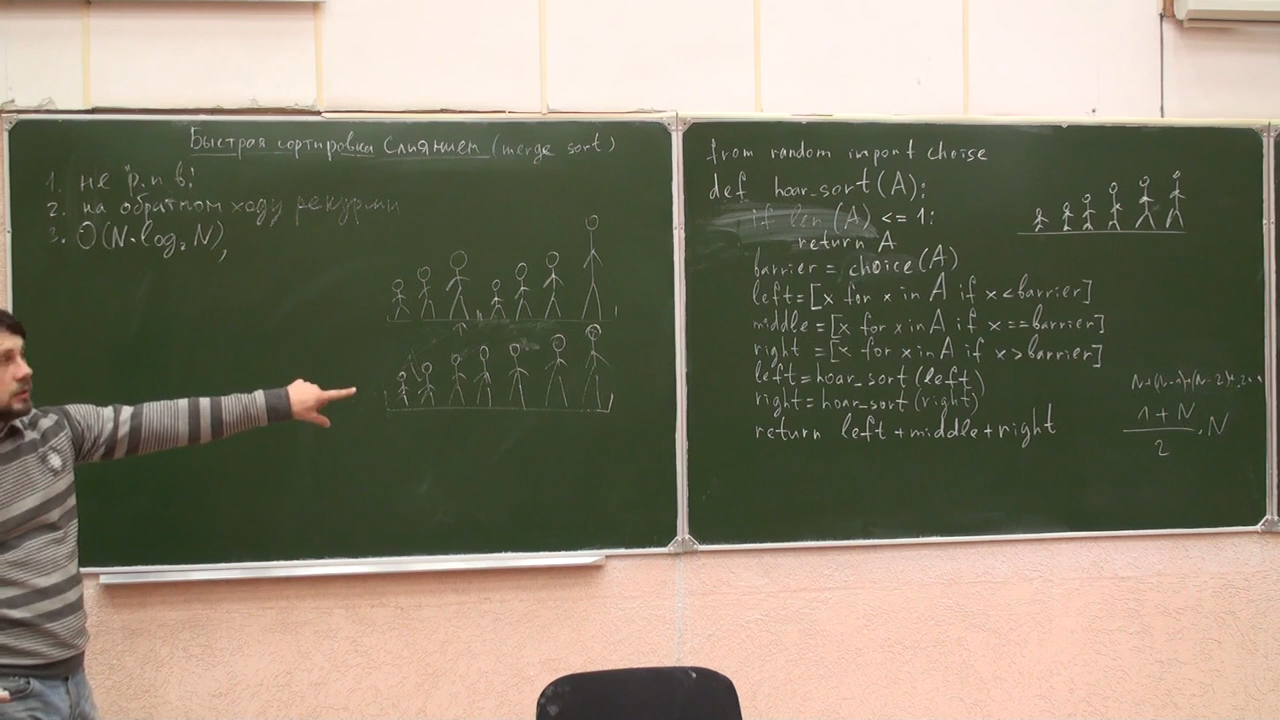 Быстрая сортировка Слиянием (merge sort)
1. не р.п в!
2. на обратном ходу рекурсии
3. O(N·log₂N),
from random import choise
def hoar_sort(A):
if len(A) <= 1:
return A
barrier = choice(A)
left=[x for x in A if x<barrier]
middle=[x for x in A if x==barrier]
right=[x for x in A if x>barrier]
left=hoar_sort(left)
right=hoar_sort(right)
return left+middle+right
N+(N-1)+(N-2)+
1+N
2
·N